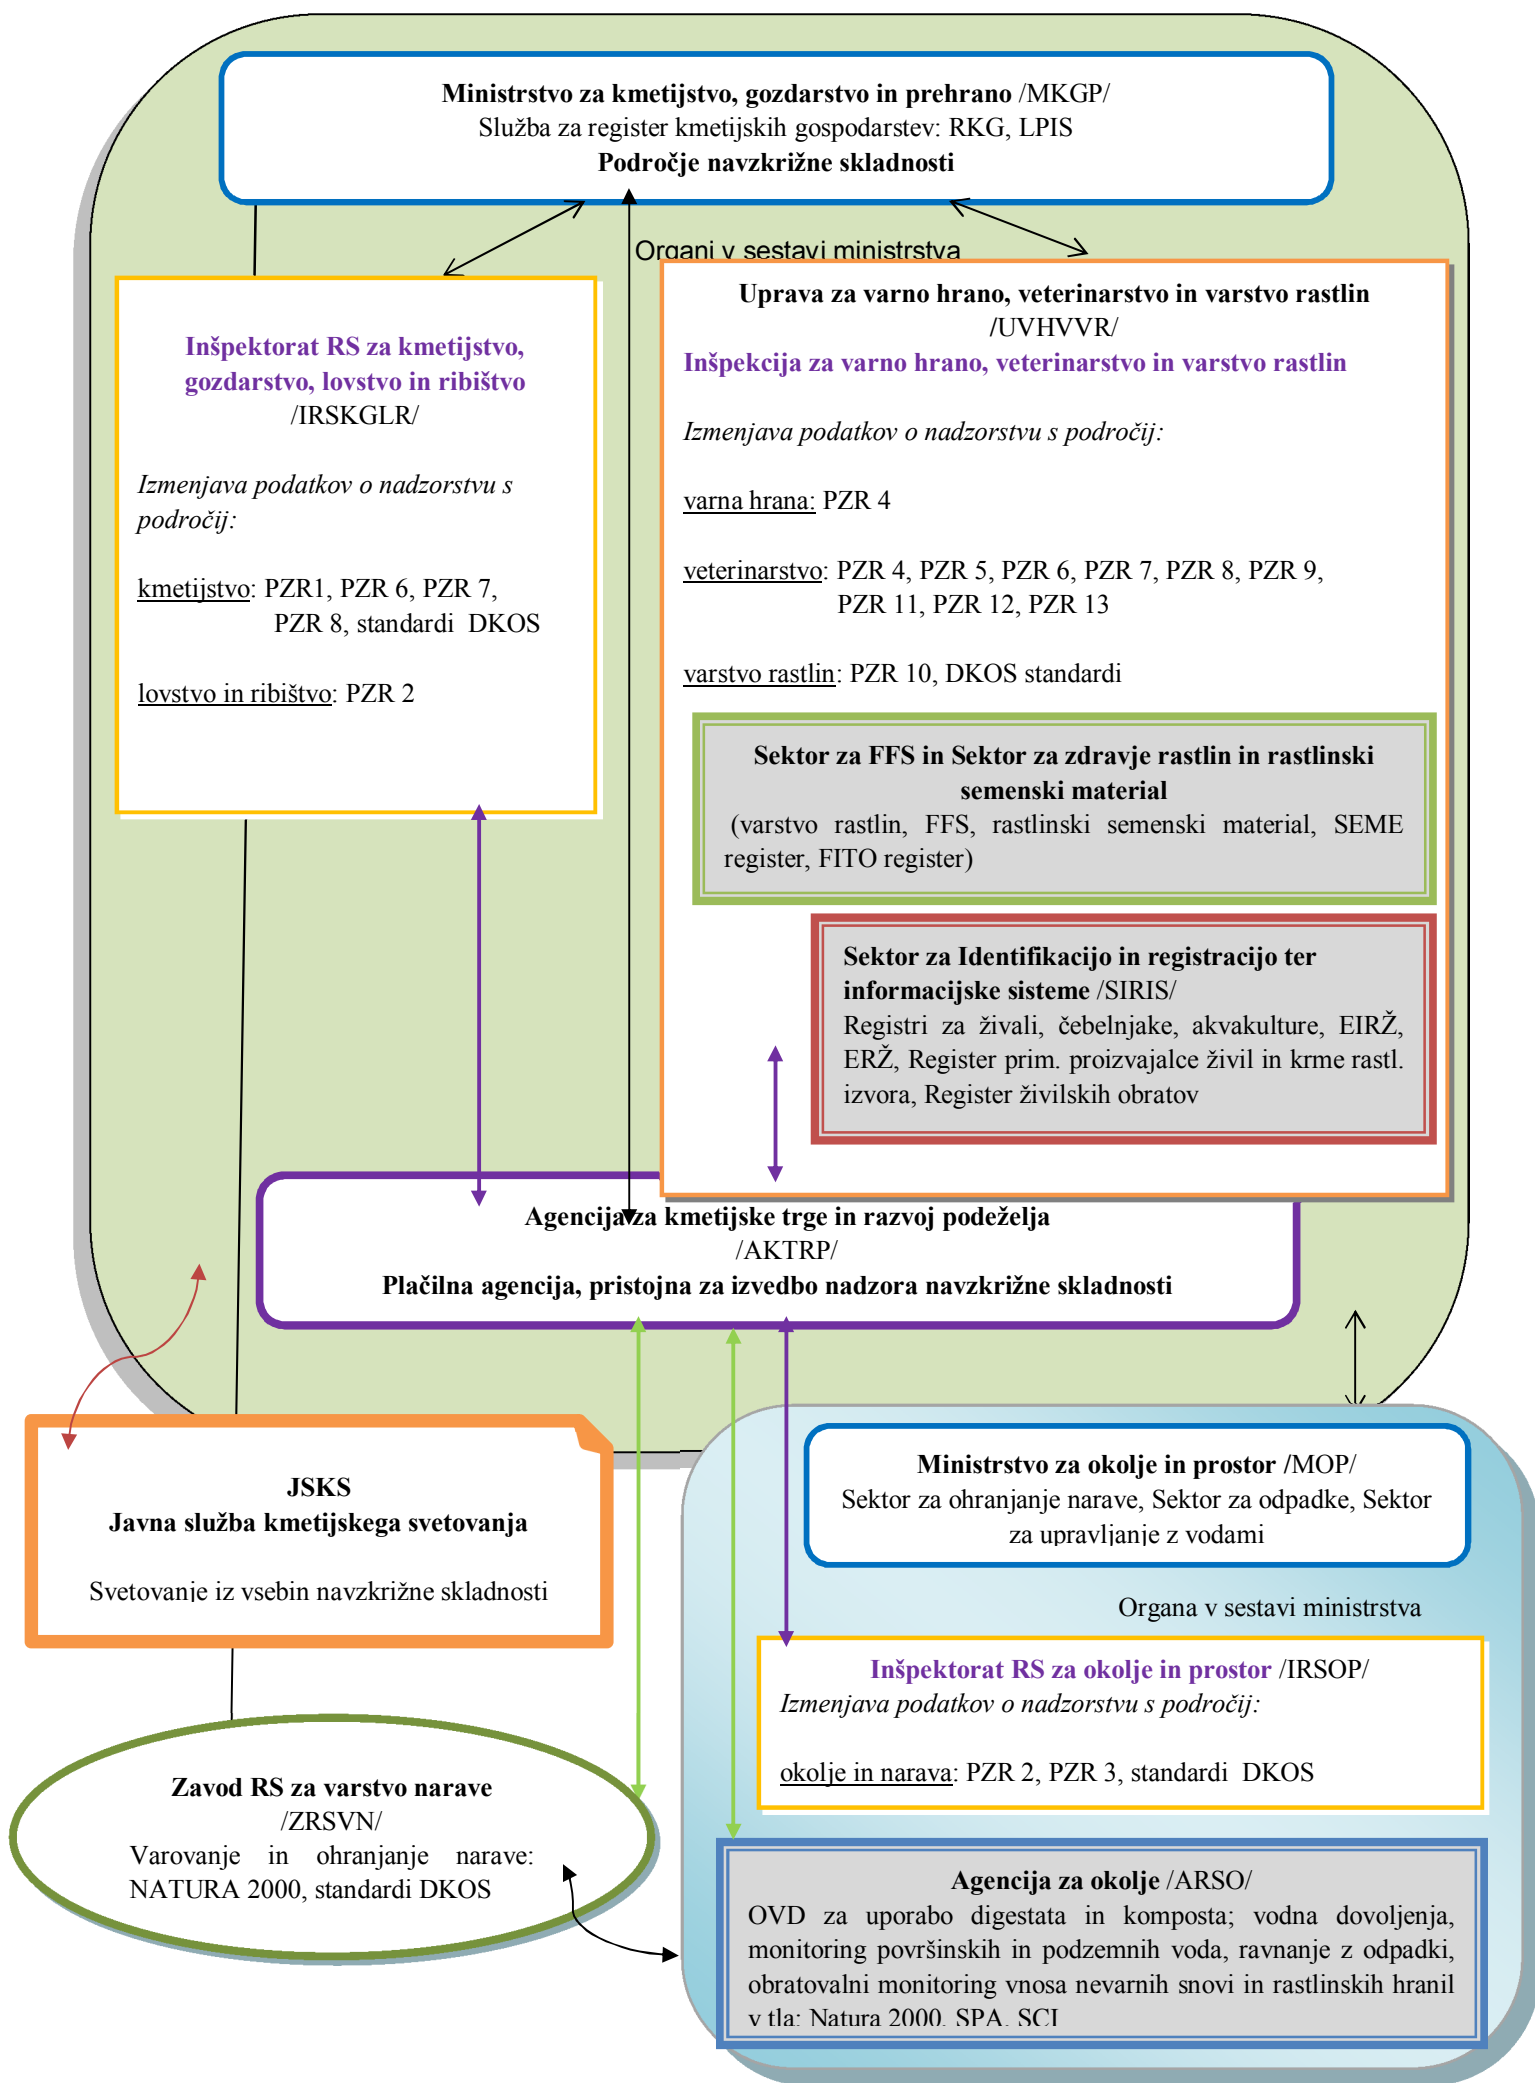 Ministrstvo za kmetijstvo, gozdarstvo in prehrano /MKGP/
Služba za register kmetijskih gospodarstev: RKG, LPIS
Področje navzkrižne skladnosti
Organi v sestavi ministrstva
Inšpektorat RS za kmetijstvo,
gozdarstvo, lovstvo in ribištvo
/IRSKGLR/
Izmenjava podatkov o nadzorstvu s
področij:
kmetijstvo: PZR1, PZR 6, PZR 7,
PZR 8, standardi DKOS
lovstvo in ribištvo: PZR 2
Uprava za varno hrano, veterinarstvo in varstvo rastlin
/UVHVVR/
Inšpekcija za varno hrano, veterinarstvo in varstvo rastlin
Izmenjava podatkov o nadzorstvu s področij:
varna hrana: PZR 4
veterinarstvo: PZR 4, PZR 5, PZR 6, PZR 7, PZR 8, PZR 9,
PZR 11, PZR 12, PZR 13
varstvo rastlin: PZR 10, DKOS standardi
Sektor za FFS in Sektor za zdravje rastlin in rastlinski
semenski material
(varstvo rastlin, FFS, rastlinski semenski material, SEME
register, FITO register)
Sektor za Identifikacijo in registracijo ter
informacijske sisteme /SIRIS/
Registri za živali, čebelnjake, akvakulture, EIRŽ,
ERŽ, Register prim. proizvajalce živil in krme rastl.
izvora, Register živilskih obratov
Agencija za kmetijske trge in razvoj podeželja
/AKTRP/
Plačilna agencija, pristojna za izvedbo nadzora navzkrižne skladnosti
JSKS
Javna služba kmetijskega svetovanja
Svetovanje iz vsebin navzkrižne skladnosti
Ministrstvo za okolje in prostor /MOP/
Sektor za ohranjanje narave, Sektor za odpadke, Sektor
za upravljanje z vodami
Organa v sestavi ministrstva
Inšpektorat RS za okolje in prostor /IRSOP/
Izmenjava podatkov o nadzorstvu s področij:
okolje in narava: PZR 2, PZR 3, standardi DKOS
Zavod RS za varstvo narave
/ZRSVN/
Varovanje in ohranjanje narave:
NATURA 2000, standardi DKOS
Agencija za okolje /ARSO/
OVD za uporabo digestata in komposta; vodna dovoljenja,
monitoring površinskih in podzemnih voda, ravnanje z odpadki,
obratovalni monitoring vnosa nevarnih snovi in rastlinskih hranil
v tla; Natura 2000, SPA, SCI